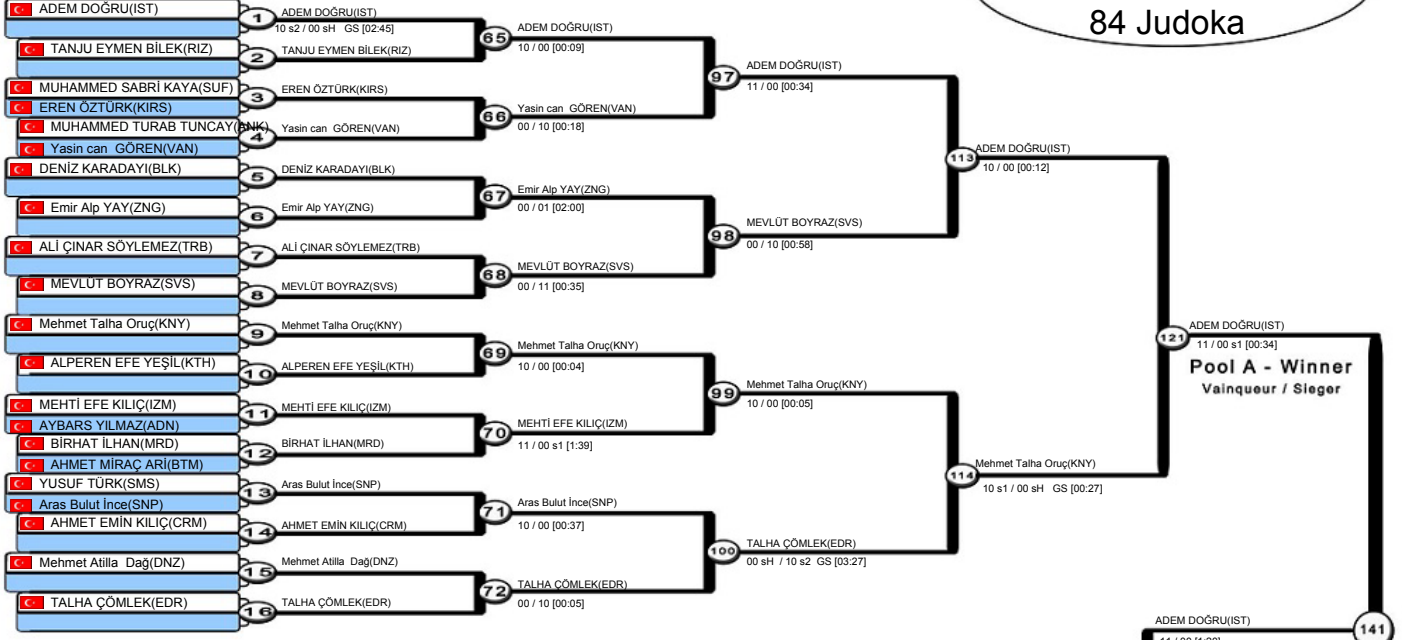 84 Judoka
ADEM DOĞRU(IST)
1
ADEM DOĞRU(IST)
10 s2 / 00 sH GS [02:45]
TANJU EYMEN BİLEK(RIZ)
2
TANJU EYMEN BİLEK(RIZ)
65
ADEM DOĞRU(IST)
10 / 00 [00:09]
MUHAMMED SABRİ KAYA(SUF)
EREN ÖZTÜRK(KIRS)
3
EREN ÖZTÜRK(KIRS)
MUHAMMED TURAB TUNCAY(ANK)
Yasin can GÖREN(VAN)
4
Yasin can GÖREN(VAN)
66
Yasin can GÖREN(VAN)
00 / 10 [00:18]
97
ADEM DOĞRU(IST)
11 / 00 [00:34]
DENİZ KARADAYI(BLK)
5
DENİZ KARADAYI(BLK)
Emir Alp YAY(ZNG)
6
Emir Alp YAY(ZNG)
67
Emir Alp YAY(ZNG)
00 / 01 [02:00]
ALİ ÇINAR SÖYLEMEZ(TRB)
7
ALİ ÇINAR SÖYLEMEZ(TRB)
MEVLÜT BOYRAZ(SVS)
8
MEVLÜT BOYRAZ(SVS)
68
MEVLÜT BOYRAZ(SVS)
00 / 11 [00:35]
98
MEVLÜT BOYRAZ(SVS)
00 / 10 [00:58]
113
ADEM DOĞRU(IST)
10 / 00 [00:12]
Mehmet Talha Oruç(KNY)
9
Mehmet Talha Oruç(KNY)
ALPEREN EFE YEŞİL(KTH)
10
ALPEREN EFE YEŞİL(KTH)
69
Mehmet Talha Oruç(KNY)
10 / 00 [00:04]
MEHTİ EFE KILIÇ(IZM)
AYBARS YILMAZ(ADN)
11
MEHTİ EFE KILIÇ(IZM)
BİRHAT İLHAN(MRD)
AHMET MİRAÇ ARİ(BTM)
12
BİRHAT İLHAN(MRD)
70
MEHTİ EFE KILIÇ(IZM)
11 / 00 s1 [1:39]
99
Mehmet Talha Oruç(KNY)
10 / 00 [00:05]
YUSUF TÜRK(SMS)
Aras Bulut İnce(SNP)
13
Aras Bulut İnce(SNP)
AHMET EMİN KILIÇ(CRM)
14
AHMET EMİN KILIÇ(CRM)
71
Aras Bulut İnce(SNP)
10 / 00 [00:37]
Mehmet Atilla Dağ(DNZ)
15
Mehmet Atilla Dağ(DNZ)
TALHA ÇÖMLEK(EDR)
16
TALHA ÇÖMLEK(EDR)
72
TALHA ÇÖMLEK(EDR)
00 / 10 [00:05]
100
TALHA ÇÖMLEK(EDR)
00 sH / 10 s2 GS [03:27]
114
Mehmet Talha Oruç(KNY)
10 s1 / 00 sH GS [00:27]
121
ADEM DOĞRU(IST)
11 / 00 s1 [00:34]
Pool A - Winner
Vainqueur / Sieger
ADEM DOĞRU(IST)
141